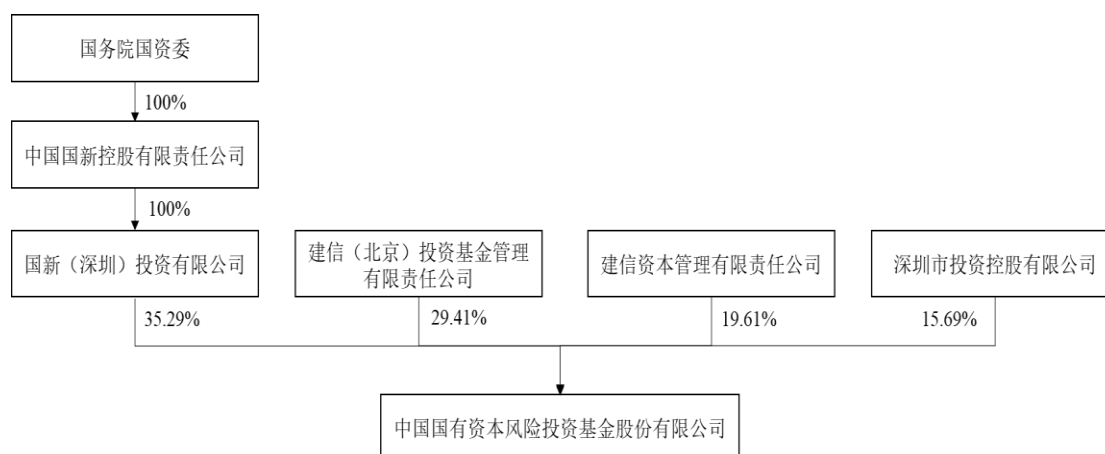 国务院国资委
100%
中国国新控股有限责任公司
100%
国新（深圳）投资有限公司
建信（北京）投资基金管理
有限责任公司
建信资本管理有限责任公司
深圳市投资控股有限公司
35.29%
29.41%
19.61%
15.69%
中国国有资本风险投资基金股份有限公司